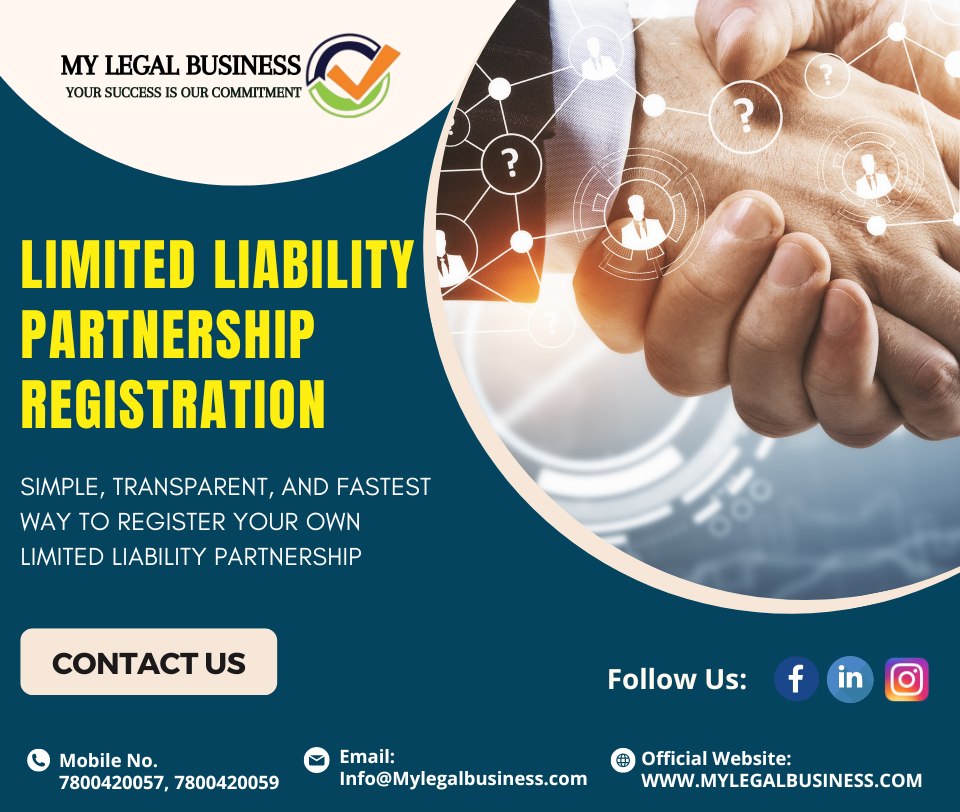 MY LEGAL BUSINESS
YOUR SUCCESS IS OUR COMMITMENT
LIMITED LIABILITY
PARTNERSHIP
REGISTRATION
SIMPLE, TRANSPARENT, AND FASTEST
WAY TO REGISTER YOUR OWN
LIMITED LIABILITY PARTNERSHIP
CONTACT US
Follow Us:
Mobile No.
7800420057, 7800420059
Email:
Info@Mylegalbusiness.com
Official Website:
WWW.MYLEGALBUSINESS.COM